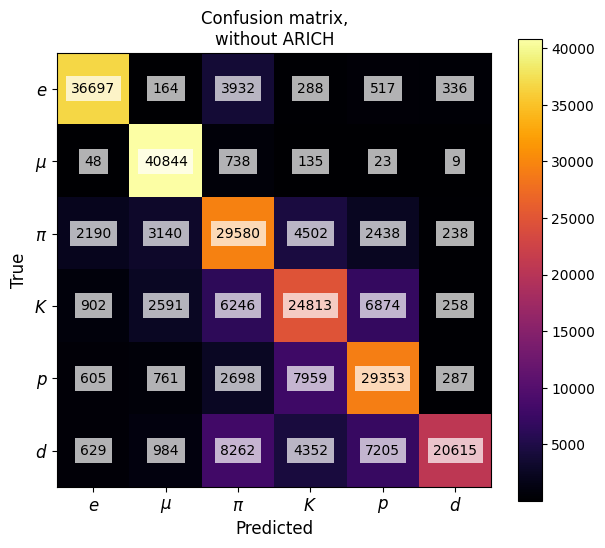 Confusion matrix,
without ARICH
True
e 36697 164 3932 288 517 336
μ 48 40844 738 135 23 9
π 2190 3140 29580 4502 2438 238
K 902 2591 6246 24813 6874 258
p 605 761 2698 7959 29353 287
d 629 984 8262 4352 7205 20615
e μ π K p d
Predicted
40000
35000
30000
25000
20000
15000
10000
5000